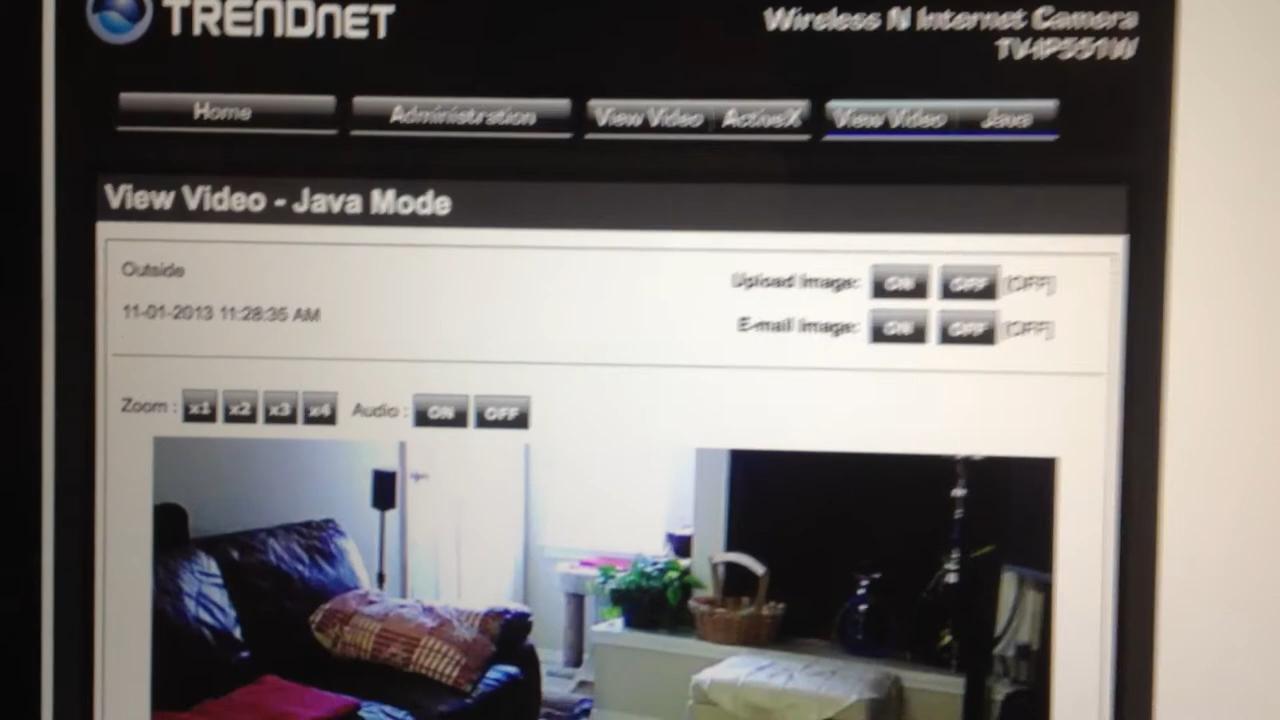 TRENDNET
Wireless N Internet Camera
TV-IP551W
Home Administration View Video | ActiveX View Video | Java
View Video - Java Mode
Outside
Upload Image: ON OFF [OFF]
11-01-2013 11:28:35 AM
E-mail Image: ON OFF [OFF]
Zoom : x1 x2 x3 x4 Audio : ON OFF